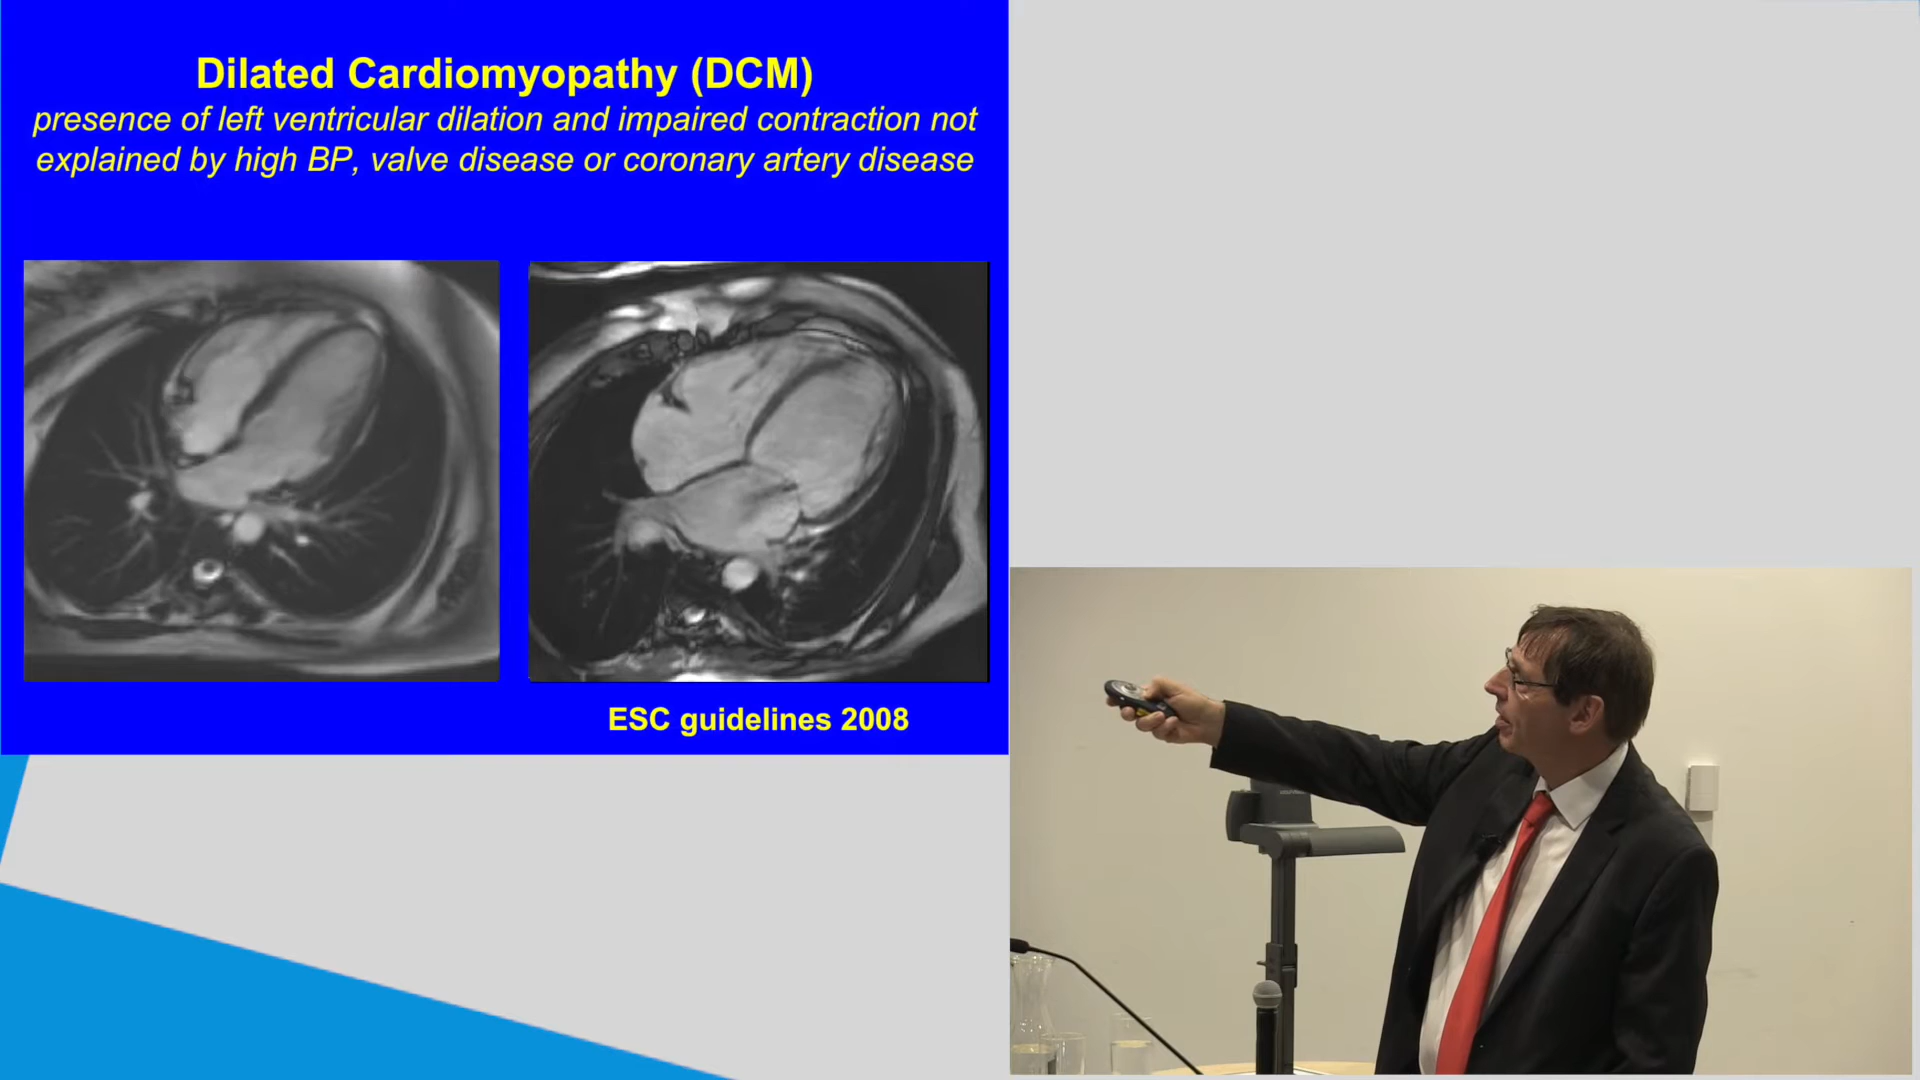 Dilated Cardiomyopathy (DCM)
presence of left ventricular dilation and impaired contraction not
explained by high BP, valve disease or coronary artery disease
ESC guidelines 2008